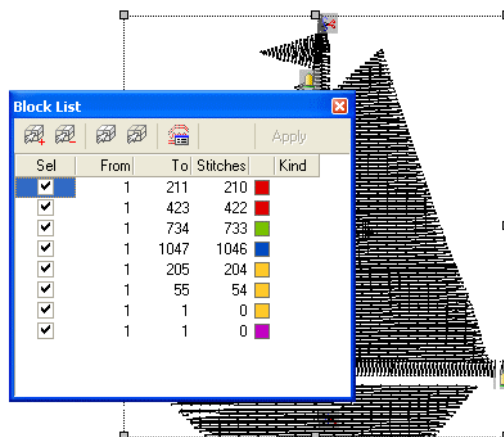 Block List
Apply
Sel From To Stitches Kind
1 211 210
1 423 422
1 734 733
1 1047 1046
1 205 204
1 55 54
1 1 0
1 1 0